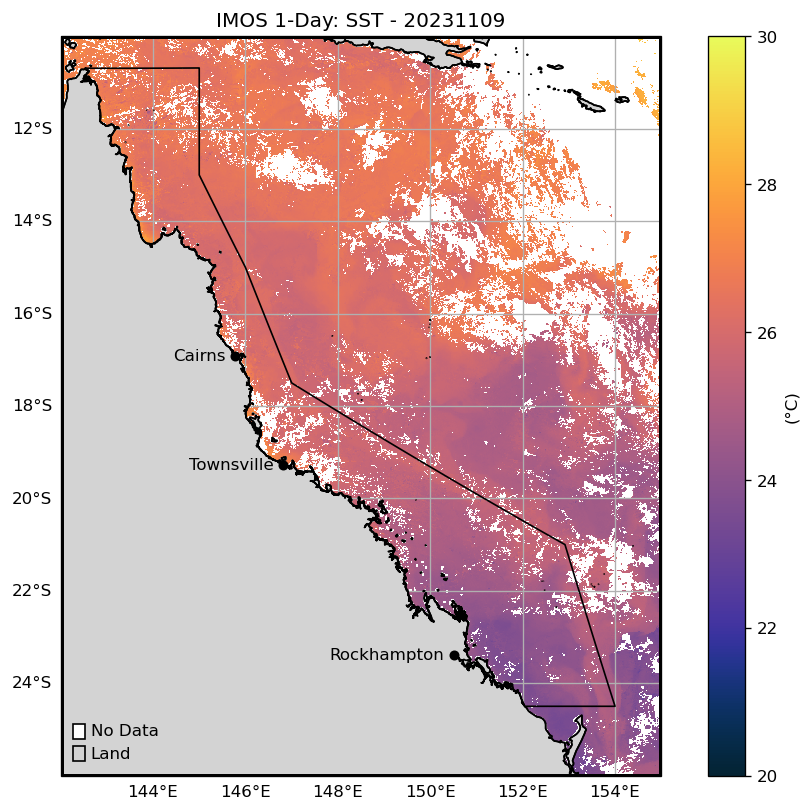 IMOS 1-Day: SST - 20231109
12°S
14°S
16°S
18°S
20°S
22°S
24°S
Cairns
Townsville
Rockhampton
No Data
Land
144°E 146°E 148°E 150°E 152°E 154°E
30
28
26
24
22
20
(°C)